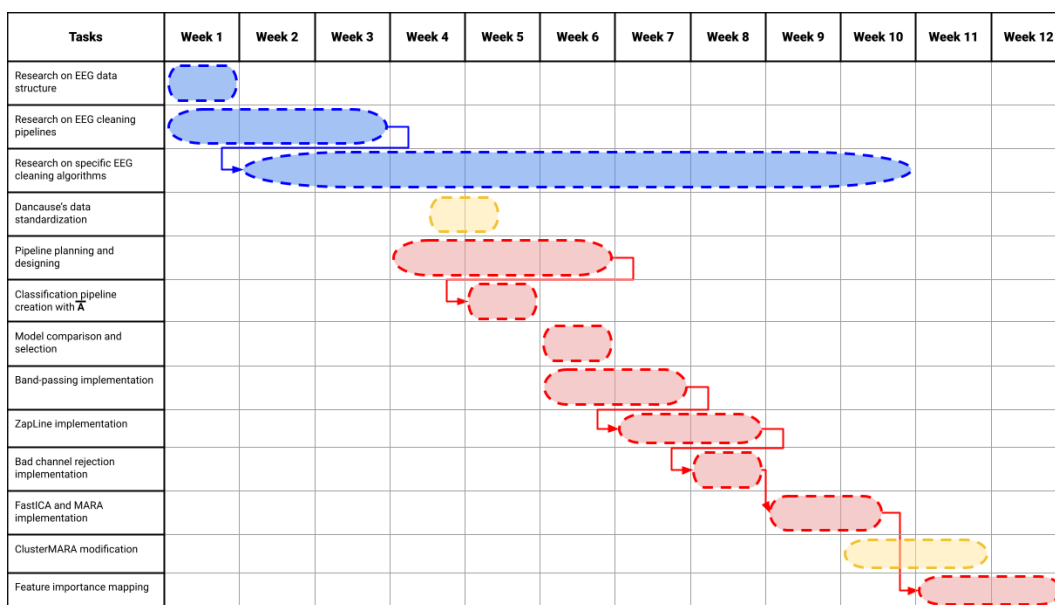 Tasks
Week 1
Week 2
Week 3
Week 4
Week 5
Week 6
Week 7
Week 8
Week 9
Week 10
Week 11
Week 12
Research on EEG data
structure
Research on EEG cleaning
pipelines
Research on specific EEG
cleaning algorithms
Dancause's data
standardization
Pipeline planning and
designing
Classification pipeline
creation with A̅
Model comparison and
selection
Band-passing implementation
ZapLine implementation
Bad channel rejection
implementation
FastICA and MARA
implementation
ClusterMARA modification
Feature importance mapping